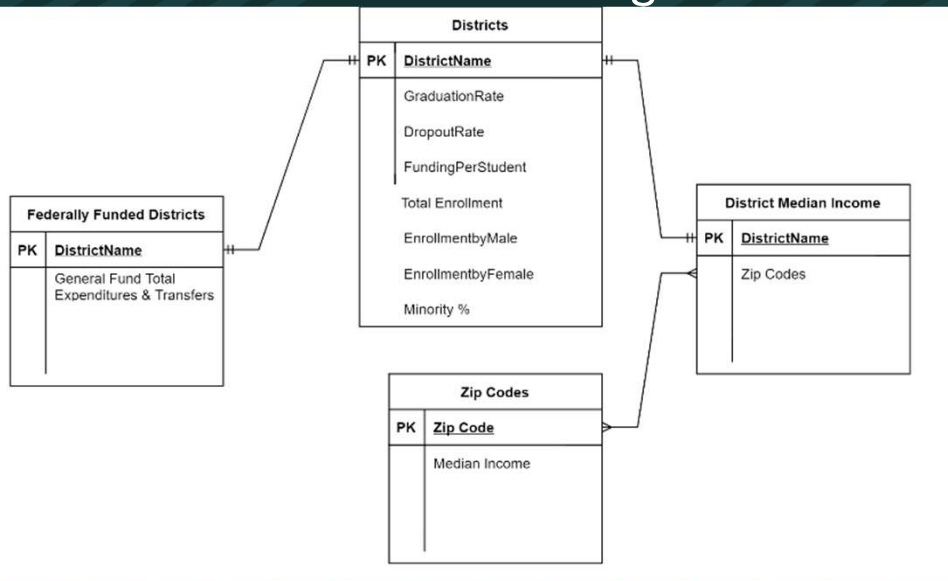 Districts
PK DistrictName
GraduationRate
DropoutRate
FundingPerStudent
Total Enrollment
EnrollmentbyMale
EnrollmentbyFemale
Minority %
Federally Funded Districts
PK DistrictName
General Fund Total
Expenditures & Transfers
District Median Income
PK DistrictName
Zip Codes
Zip Codes
PK Zip Code
Median Income